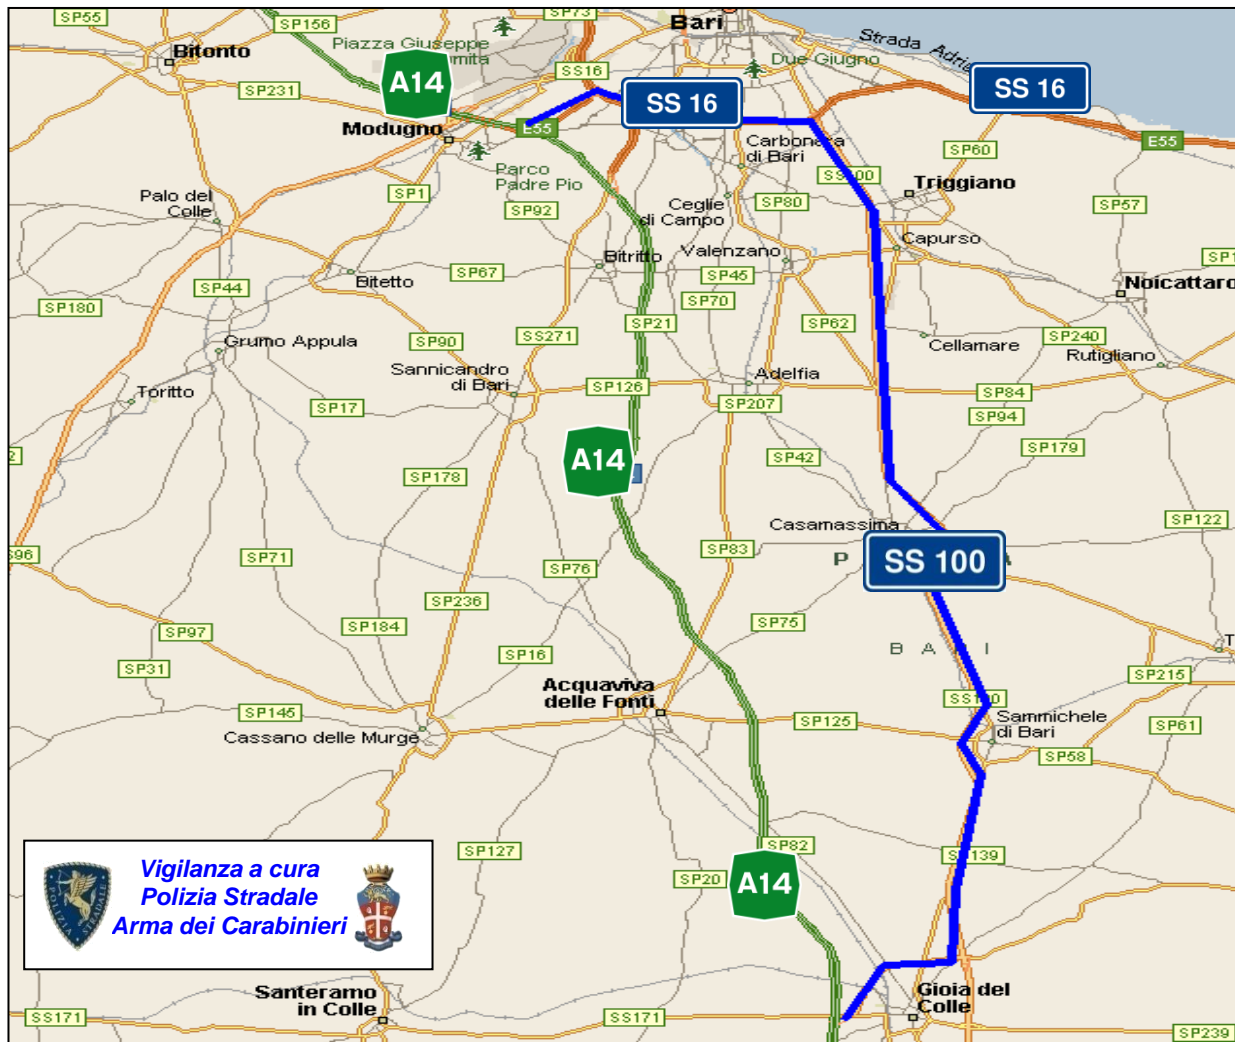 SP55
SP156
SP73
Bari
Bitonto
Piazza Giuseppe
Strada
Due Giugno
SS16
A14
SP231
SS 16
SS 16
Modugno
E55
E55
Carbonara
di Bari
SP60
Parco
Padre Pio
SS100
Triggiano
SP1
Palo del
Colle
SP92
Ceglie
di Campo
SP80
SP57
Capurso
Bitritto
Valenzano
Bitetto
SP67
SP45
SP1
SP44
SP70
Noicattaro
SP180
SP21
SP62
SS271
SP240
Grumo Appula
SP90
Cellamare
Rutigliano
Sannicandro
di Bari
Adelfia
SP126
Toritto
SP84
SP17
SP207
SP94
A14
SP42
SP179
SP178
Casamassima
SP122
S96
SP71
SP83
P
A
SS 100
SP76
SP236
SP97
SP184
SP75
B A I
SP31
SP16
T
SP215
Acquaviva
delle Fonti
SP145
SP125
Sammichele
di Bari
SP61
Cassano delle Murge
SP58
SP127
SP82
SP139
SP20
A14
Vigilanza a cura
Polizia Stradale
Arma dei Carabinieri
POLIZIA
STRADALE
Santeramo
in Colle
Gioia del
Colle
SS171
SS171
SP239